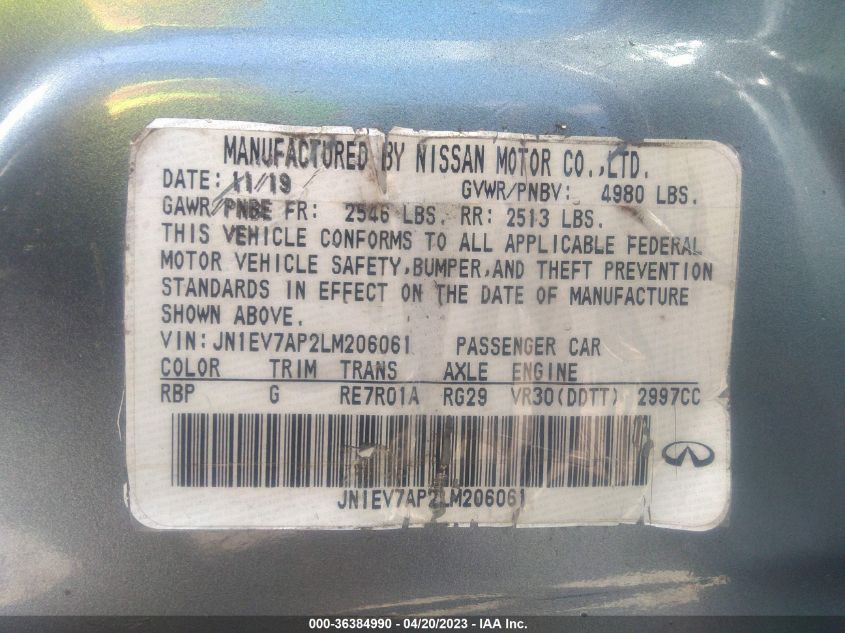 MANUFACTURED BY NISSAN MOTOR CO.,LTD.
DATE: 11/19 GVWR/PNBV: 4980 LBS.
GAWR/PNBE FR: 2546 LBS. RR: 2513 LBS.
THIS VEHICLE CONFORMS TO ALL APPLICABLE FEDERAL
MOTOR VEHICLE SAFETY,BUMPER,AND THEFT PREVENTION
STANDARDS IN EFFECT ON THE DATE OF MANUFACTURE
SHOWN ABOVE.
VIN:JN1EV7AP2LM206061 PASSENGER CAR
COLOR TRIM TRANS AXLE ENGINE
RBP G RE7R01A RG29 VR30(DDTT) 2997CC
JN1EV7AP2LM206061
000-36384990 - 04/20/2023 - IAA Inc.